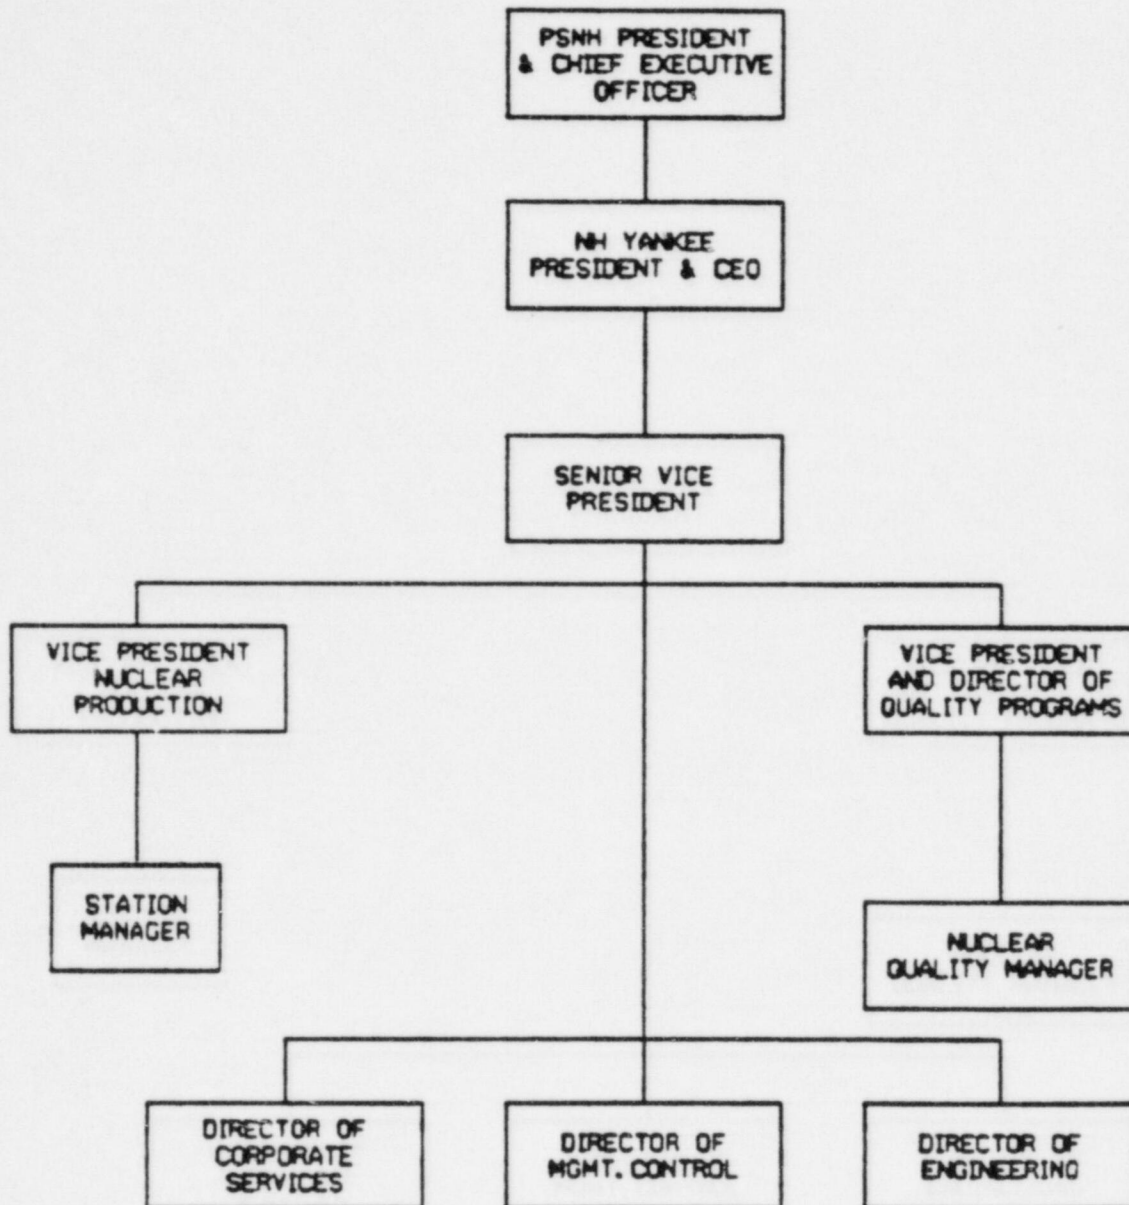 PSNH PRESIDENT
& CHIEF EXECUTIVE
OFFICER
NH YANKEE
PRESIDENT & CEO
SENIOR VICE
PRESIDENT
VICE PRESIDENT
NUCLEAR
PRODUCTION
VICE PRESIDENT
AND DIRECTOR OF
QUALITY PROGRAMS
STATION
MANAGER
NUCLEAR
QUALITY MANAGER
DIRECTOR OF
CORPORATE
SERVICES
DIRECTOR OF
MGMT. CONTROL
DIRECTOR OF
ENGINEERING